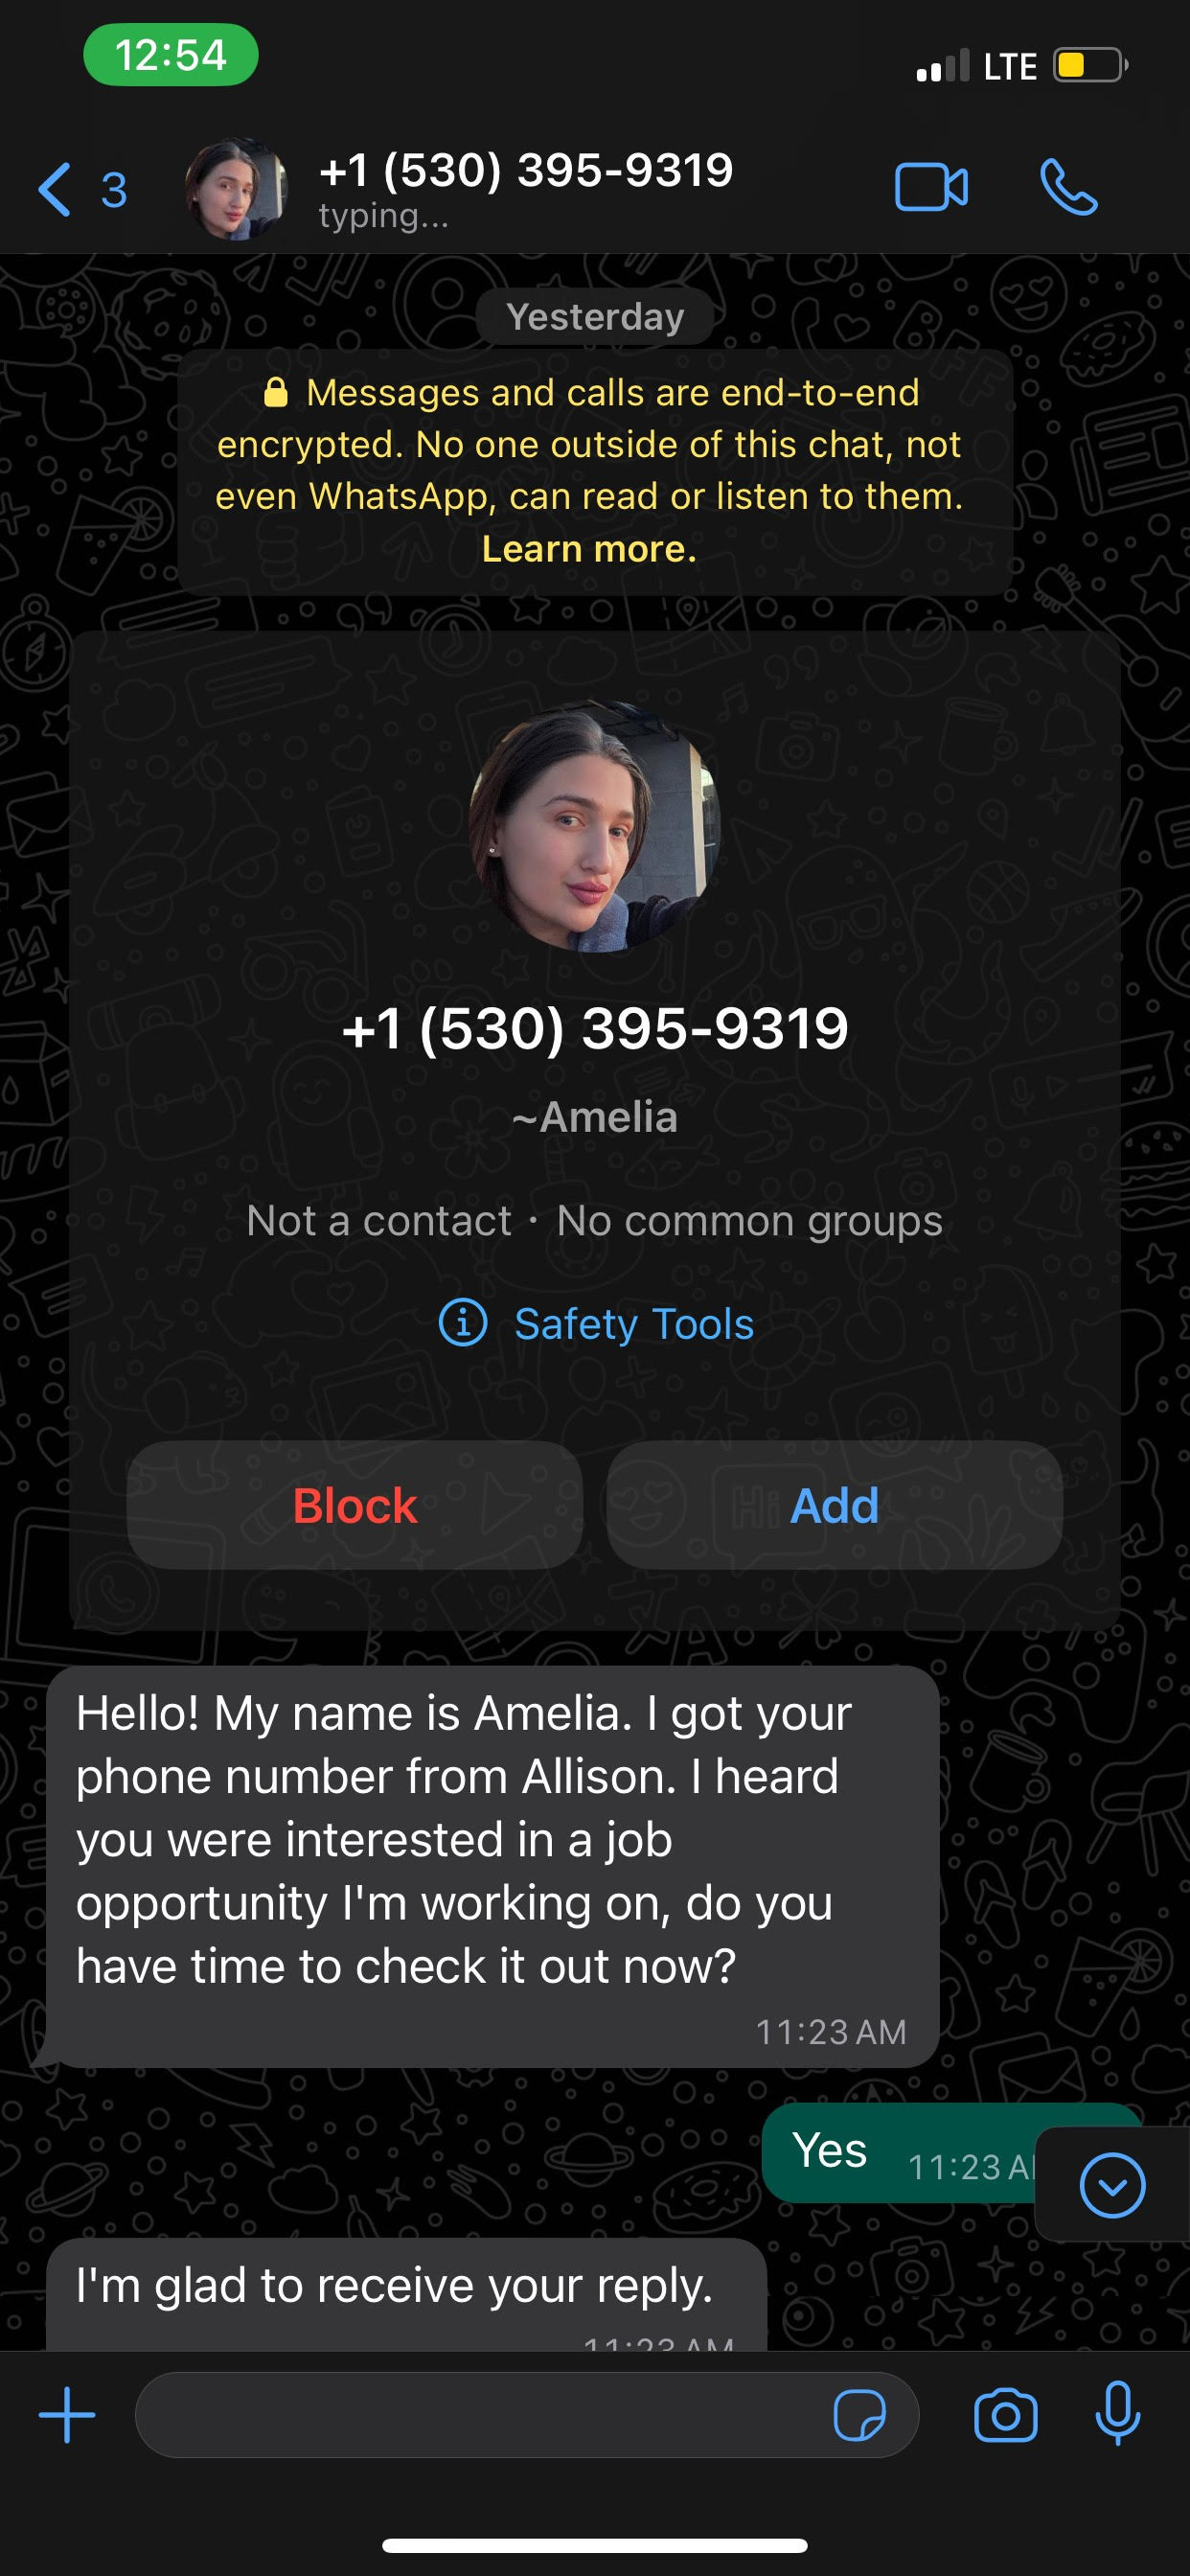 12:54
LTE
3
+1 (530) 395-9319
typing...
Yesterday
Messages and calls are end-to-end
encrypted. No one outside of this chat, not
even WhatsApp, can read or listen to them.
Learn more.
+1 (530) 395-9319
~Amelia
Not a contact · No common groups
Safety Tools
Block
Add
Hello! My name is Amelia. I got your
phone number from Allison. I heard
you were interested in a job
opportunity I'm working on, do you
have time to check it out now?
11:23 AM
Yes
11:23 A
I'm glad to receive your reply.
11:23 AM